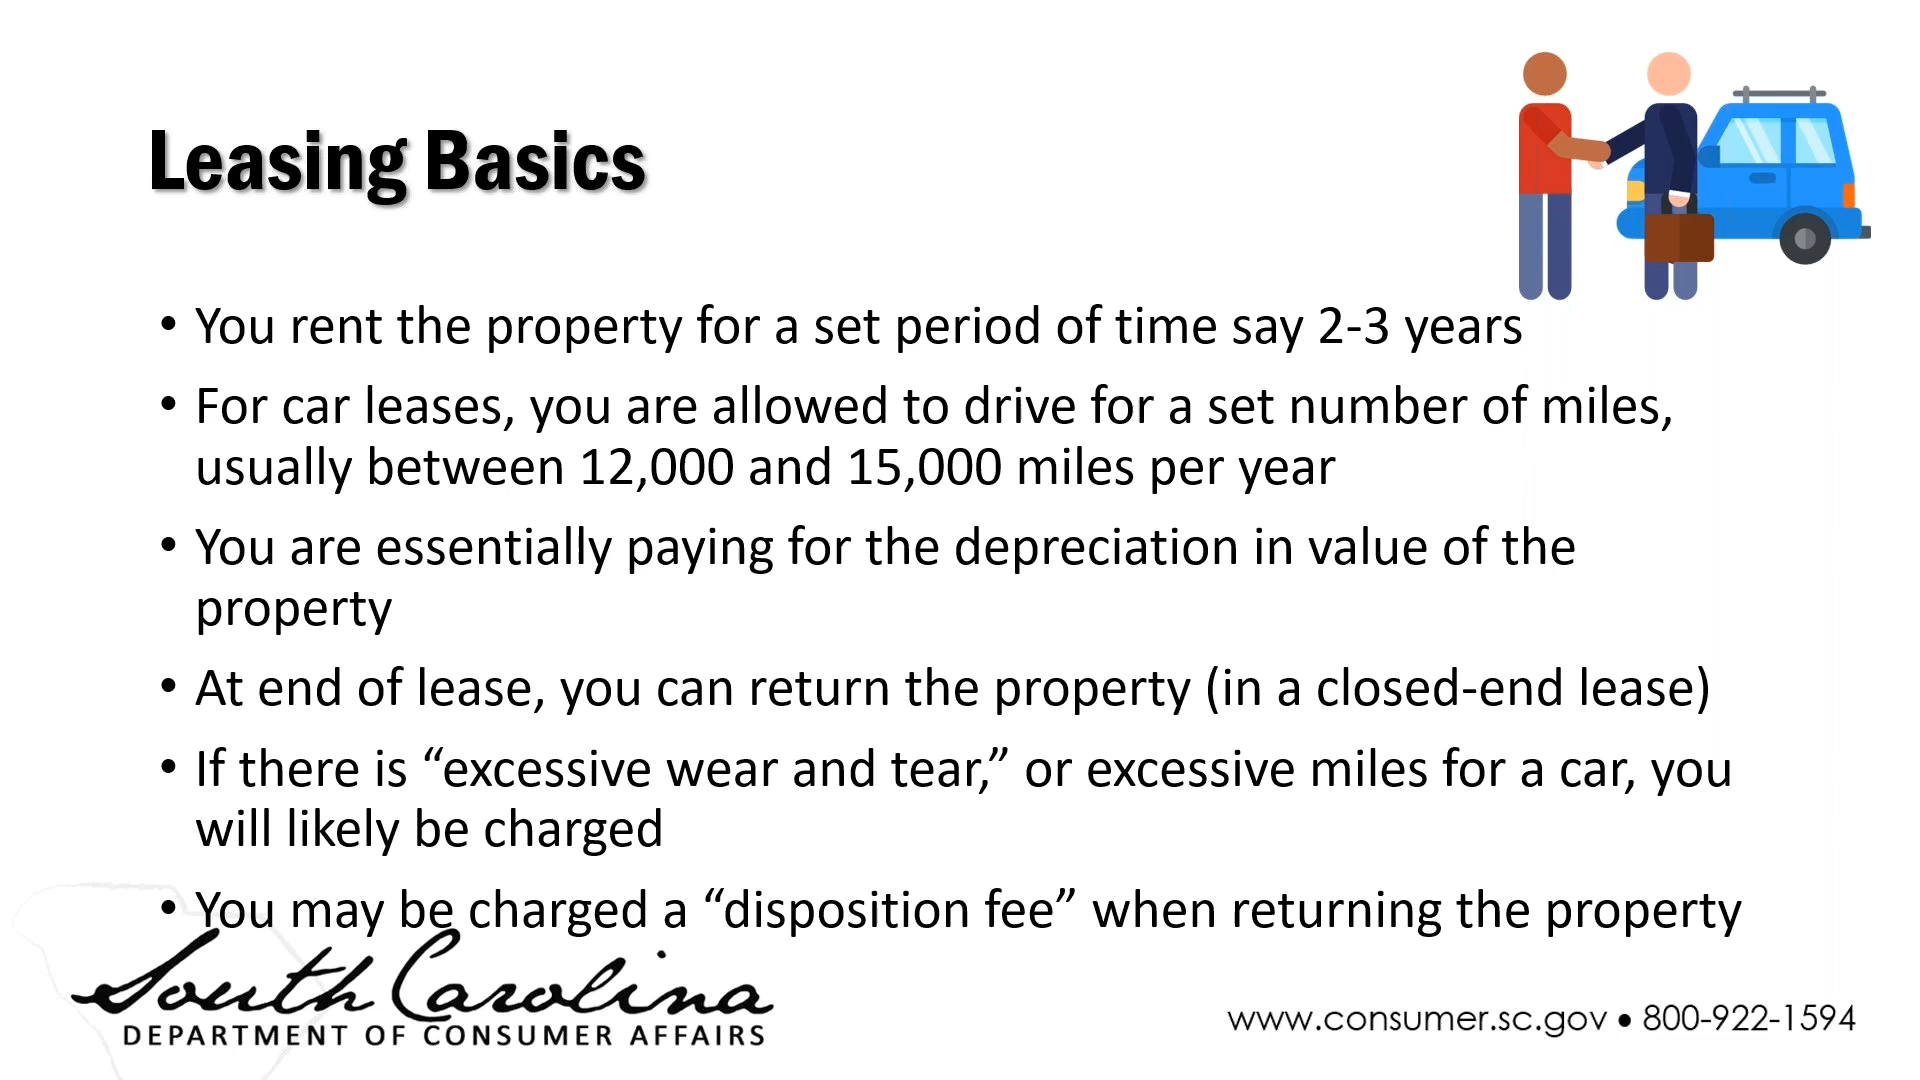 Leasing Basics
• You rent the property for a set period of time say 2-3 years
• For car leases, you are allowed to drive for a set number of miles,
usually between 12,000 and 15,000 miles per year
• You are essentially paying for the depreciation in value of the
property
• At end of lease, you can return the property (in a closed-end lease)
• If there is “excessive wear and tear,” or excessive miles for a car, you
will likely be charged
• You may be charged a “disposition fee” when returning the property
South Carolina
DEPARTMENT OF CONSUMER AFFAIRS
www.consumer.sc.gov • 800-922-1594